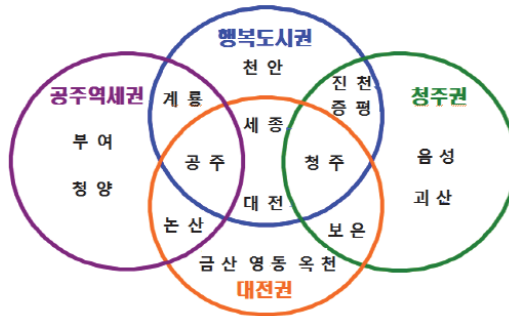 행복도시권
천 안
공주역세권
계 룡
진 천
증 평
청주권
부 여
세 종
음 성
공 주
청 주
청 양
괴 산
대 전
논 산
보 은
금 산 영 동 옥 천
대전권